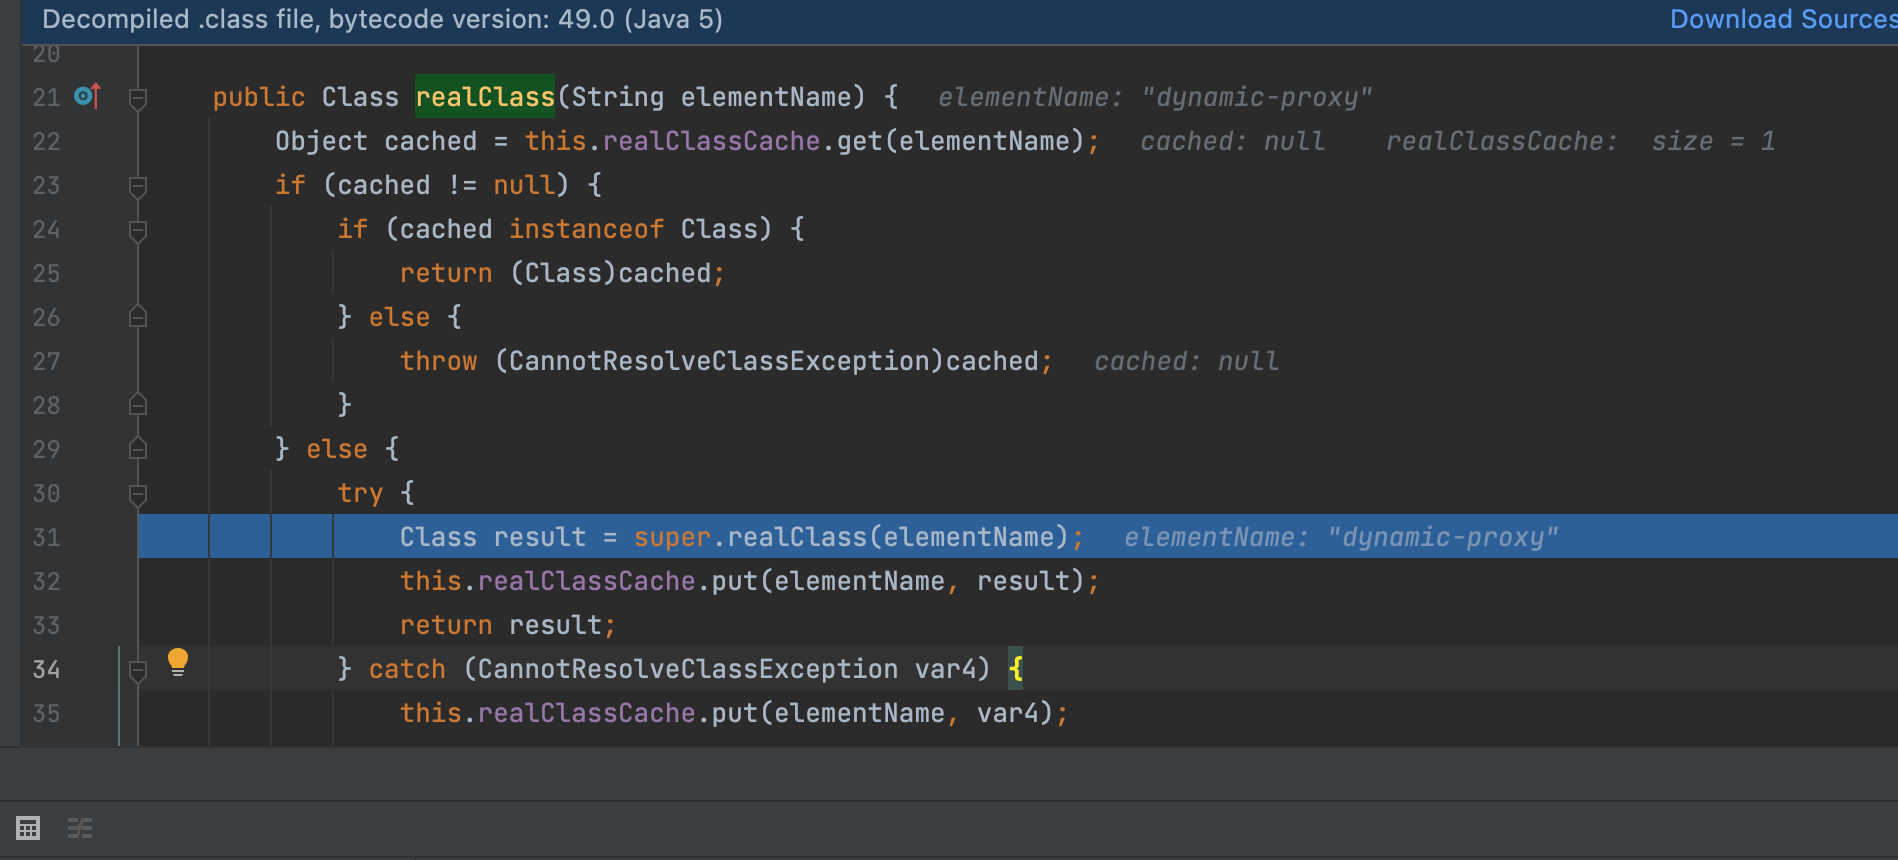 Decompiled .class file, bytecode version: 49.0 (Java 5) Download Sources
20
21 public Class realClass(String elementName) { elementName: "dynamic-proxy"
22 Object cached = this.realClassCache.get(elementName); cached: null realClassCache: size = 1
23 if (cached != null) {
24 if (cached instanceof Class) {
25 return (Class)cached;
26 } else {
27 throw (CannotResolveClassException)cached; cached: null
28 }
29 } else {
30 try {
31 Class result = super.realClass(elementName); elementName: "dynamic-proxy"
32 this.realClassCache.put(elementName, result);
33 return result;
34 } catch (CannotResolveClassException var4) {
35 this.realClassCache.put(elementName, var4);